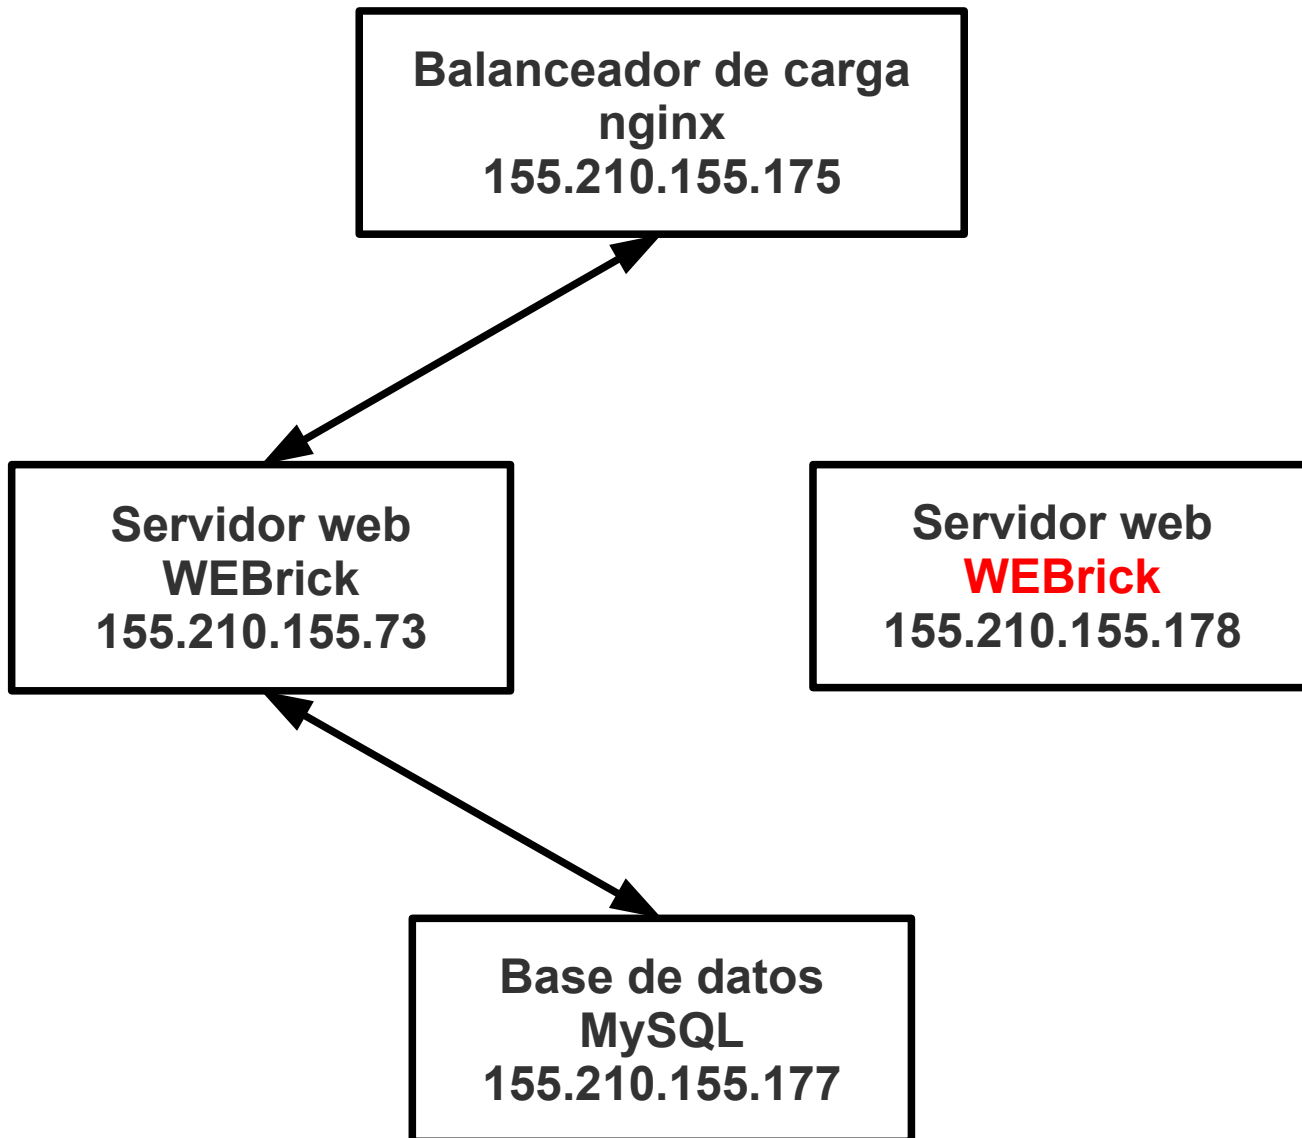 Balanceador de carga
nginx
155.210.155.175
Servidor web
WEBrick
155.210.155.73
Servidor web
WEBrick
155.210.155.178
Base de datos
MySQL
155.210.155.177